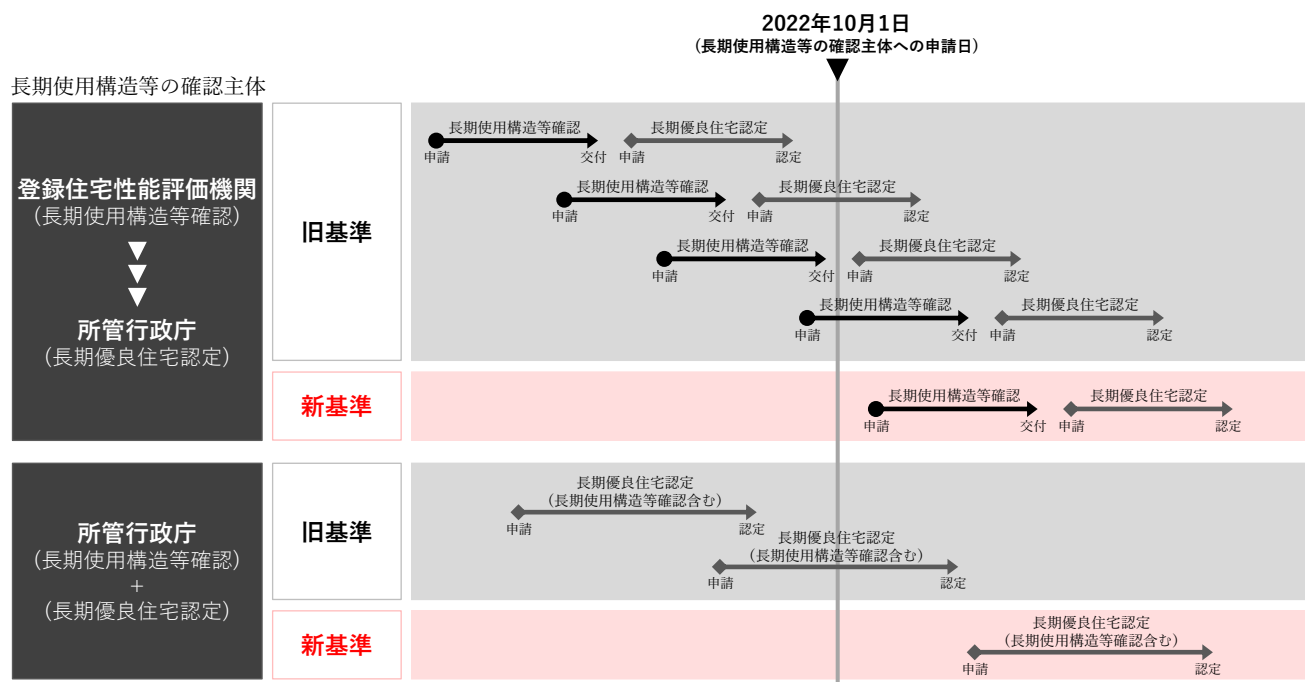 2022年10月1日
(長期使用構造等の確認主体への申請日)
長期使用構造等の確認主体
登録住宅性能評価機関
(長期使用構造等確認)
所管行政庁
(長期優良住宅認定)
旧基準
長期使用構造等確認
申請
交付
長期優良住宅認定
申請
認定
長期使用構造等確認
申請
交付
長期優良住宅認定
申請
認定
長期使用構造等確認
申請
交付
長期優良住宅認定
申請
認定
長期使用構造等確認
申請
交付
長期優良住宅認定
申請
認定
新基準
長期使用構造等確認
申請
交付
長期優良住宅認定
申請
認定
所管行政庁
(長期使用構造等確認)
+
(長期優良住宅認定)
旧基準
長期優良住宅認定
(長期使用構造等確認含む)
申請
認定
長期優良住宅認定
(長期使用構造等確認含む)
申請
認定
新基準
長期優良住宅認定
(長期使用構造等確認含む)
申請
認定